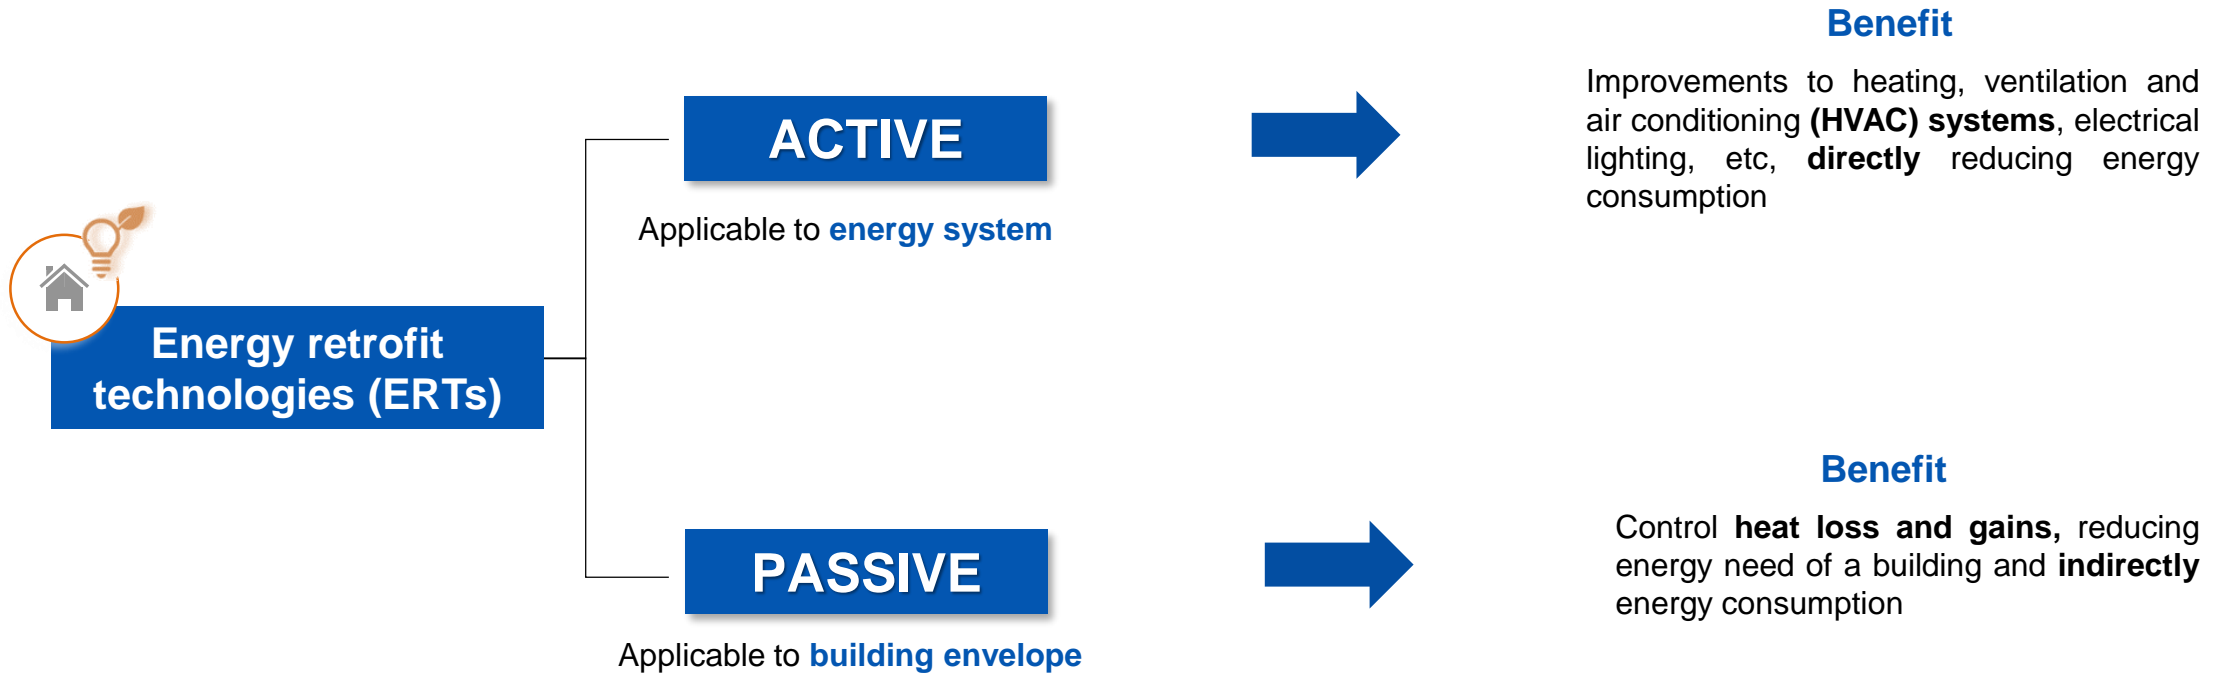 Energy retrofit
technologies (ERTs)
ACTIVE
Applicable to energy system
Benefit
Improvements to heating, ventilation and
air conditioning (HVAC) systems, electrical
lighting, etc, directly reducing energy
consumption
PASSIVE
Applicable to building envelope
Benefit
Control heat loss and gains, reducing
energy need of a building and indirectly
energy consumption